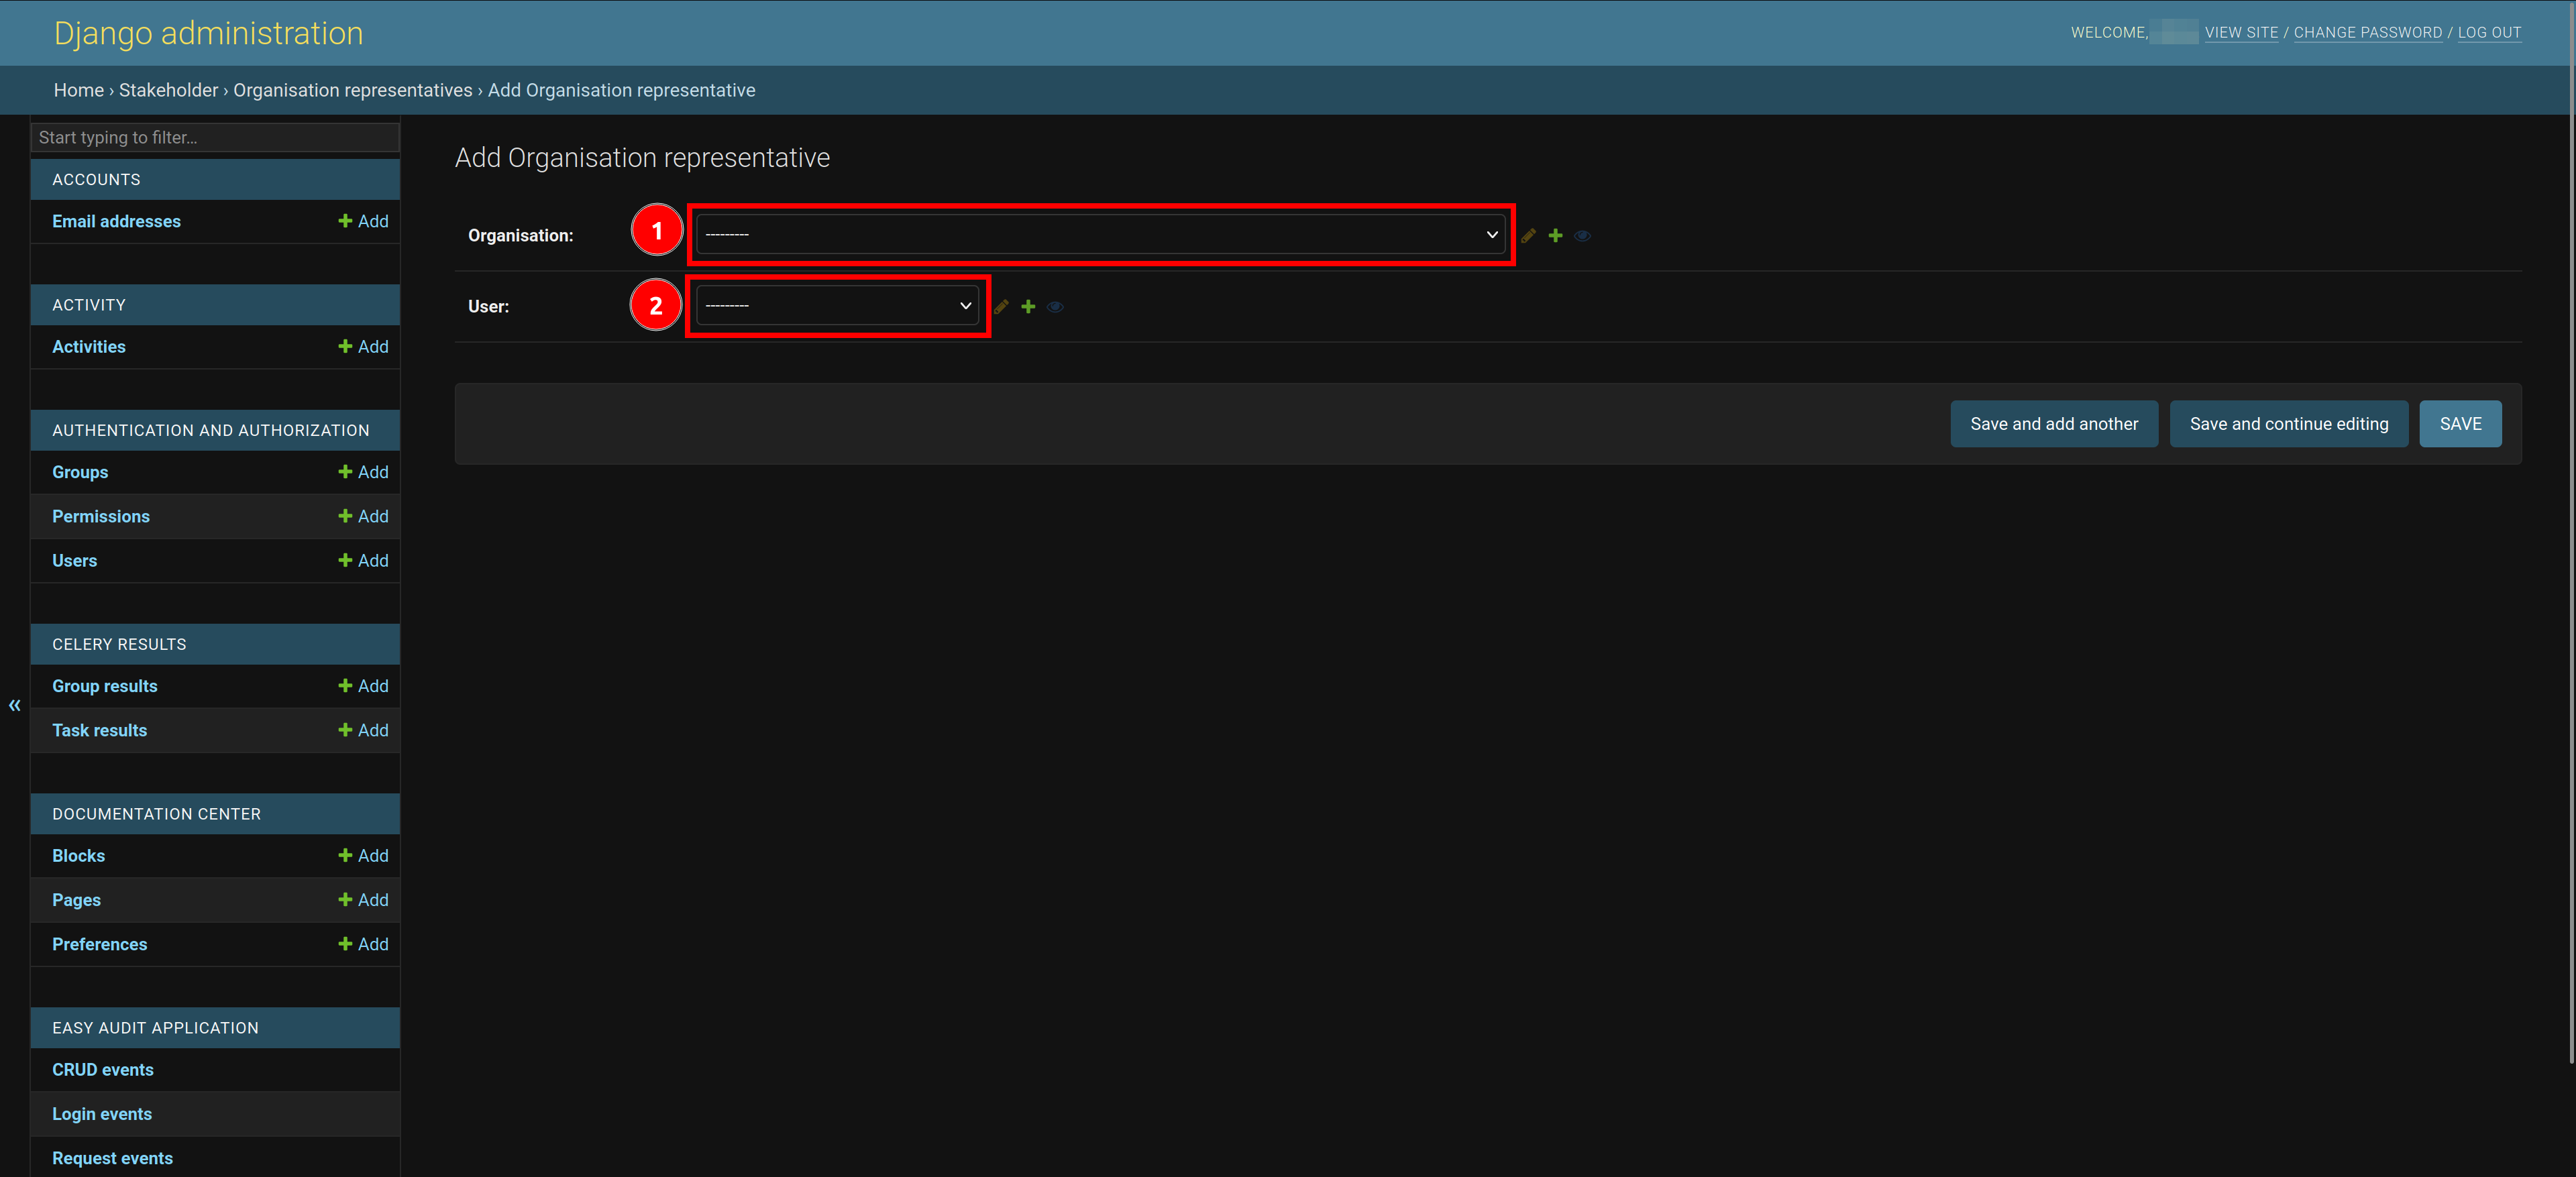 Django administration
WELCOME, VIEW SITE / CHANGE PASSWORD / LOG OUT
Home › Stakeholder › Organisation representatives › Add Organisation representative
Start typing to filter...
ACCOUNTS
Email addresses Add
ACTIVITY
Activities Add
AUTHENTICATION AND AUTHORIZATION
Groups Add
Permissions Add
Users Add
CELERY RESULTS
Group results Add
Task results Add
DOCUMENTATION CENTER
Blocks Add
Pages Add
Preferences Add
EASY AUDIT APPLICATION
CRUD events
Login events
Request events
«
Add Organisation representative
Organisation: 1 ---------
User: 2 ---------
Save and add another Save and continue editing SAVE